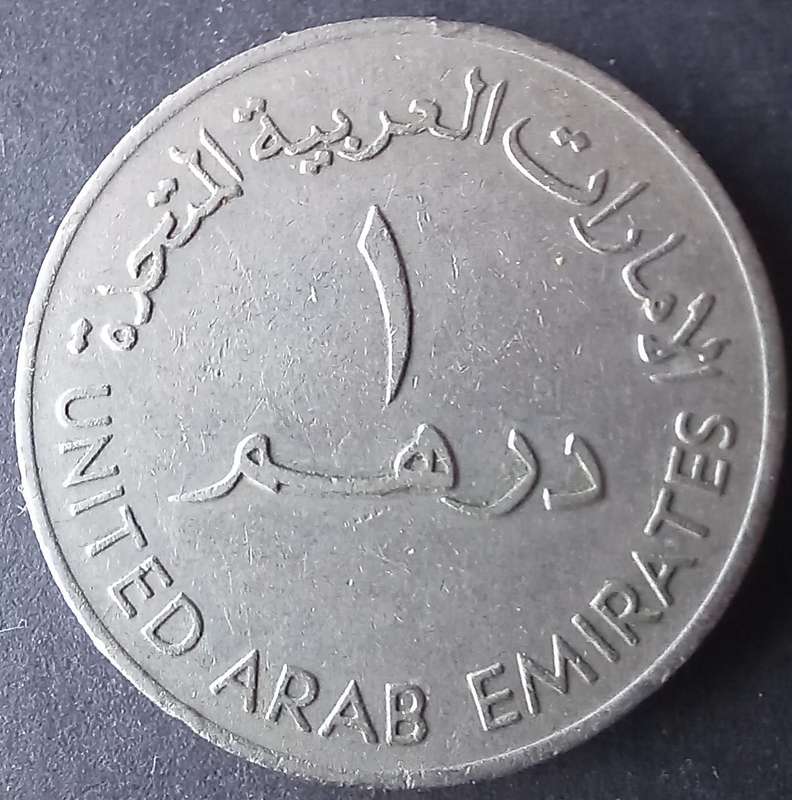 الإمارات العربية المتحدة
١
درهم
UNITED ARAB EMIRATES